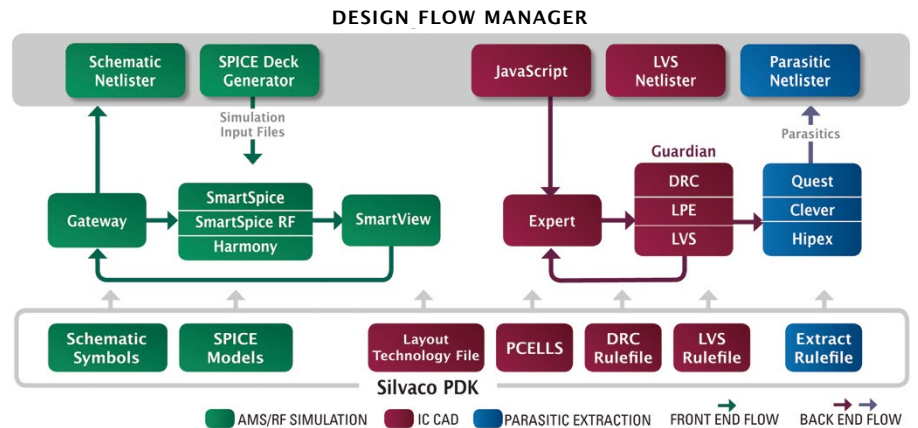 DESIGN FLOW MANAGER
Schematic
Netlister
SPICE Deck
Generator
JavaScript
LVS
Netlister
Parasitic
Netlister
Simulation
Input Files
Parasitics
Guardian
Gateway
SmartSpice
SmartSpice RF
Harmony
SmartView
Expert
DRC
LPE
LVS
Quest
Clever
Hipex
Schematic
Symbols
SPICE
Models
Layout
Technology File
PCELLS
DRC
Rulefile
LVS
Rulefile
Extract
Rulefile
Silvaco PDK
AMS/RF SIMULATION
IC CAD
PARASITIC EXTRACTION
FRONT END FLOW
BACK END FLOW